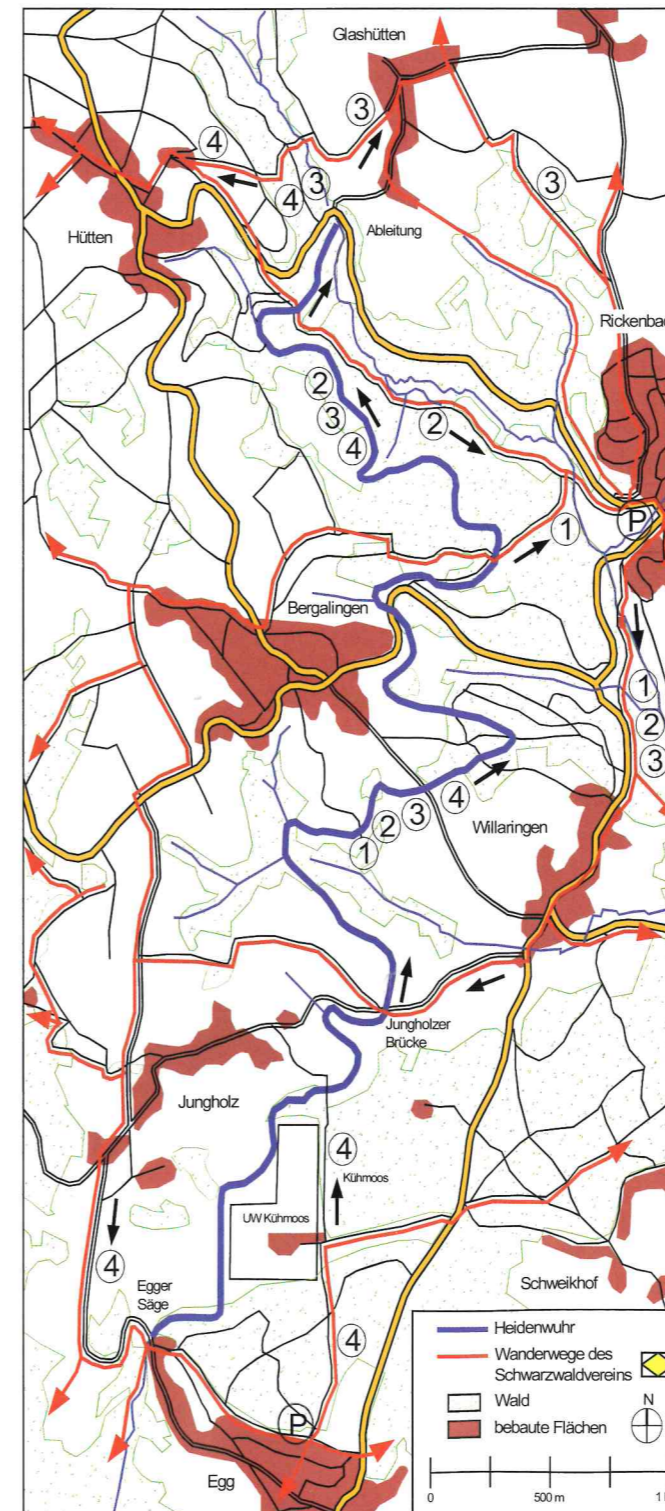 Glashütten
3
4
4
3
3
Ableitung
Hütten
Rickenbac
2
3
4
2
P
1
Bergalingen
1
2
3
4
3
2
1
Willaringen
Jungholzer
Brücke
Jungholz
4
Kühmoos
UW Kühmoos
4
Egger
Säge
Schweikhof
4
P
Egg
Heidenwuhr
Wanderwege des
Schwarzwaldvereins
Wald
bebaute Flächen
N
0 500 m 1